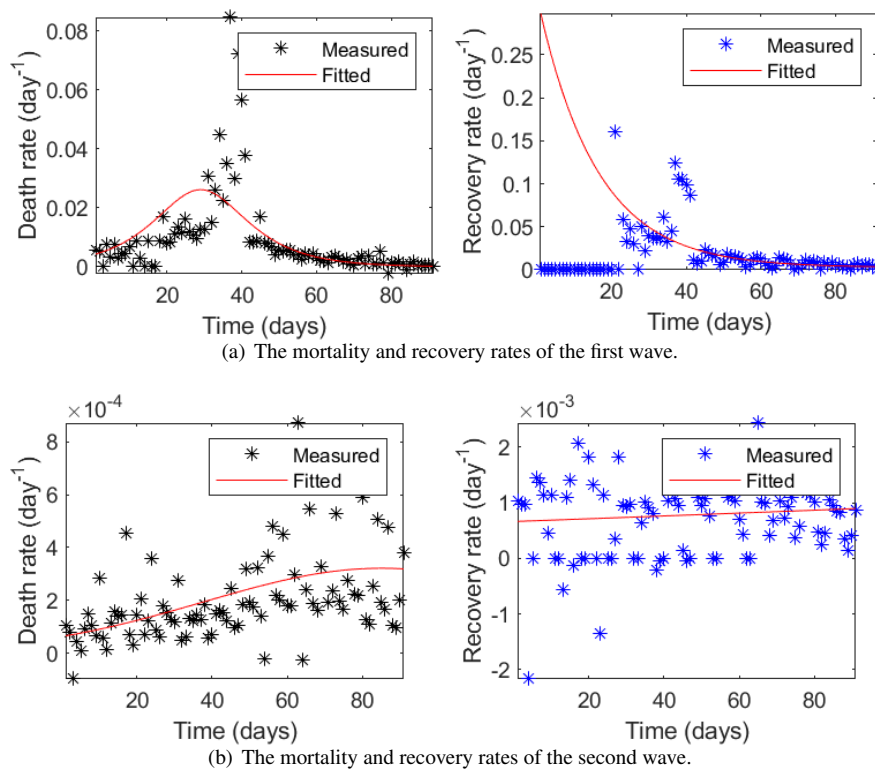 0.08
0.06
0.04
0.02
0
Death rate (day-1)
Measured
Fitted
20 40 60 80
Time (days)
0.25
0.2
0.15
0.1
0.05
0
Recovery rate (day-1)
Measured
Fitted
20 40 60 80
Time (days)
(a) The mortality and recovery rates of the first wave.
×10-4
8
6
4
2
0
Death rate (day-1)
Measured
Fitted
20 40 60 80
Time (days)
×10-3
2
1
0
-1
-2
Recovery rate (day-1)
Measured
Fitted
20 40 60 80
Time (days)
(b) The mortality and recovery rates of the second wave.